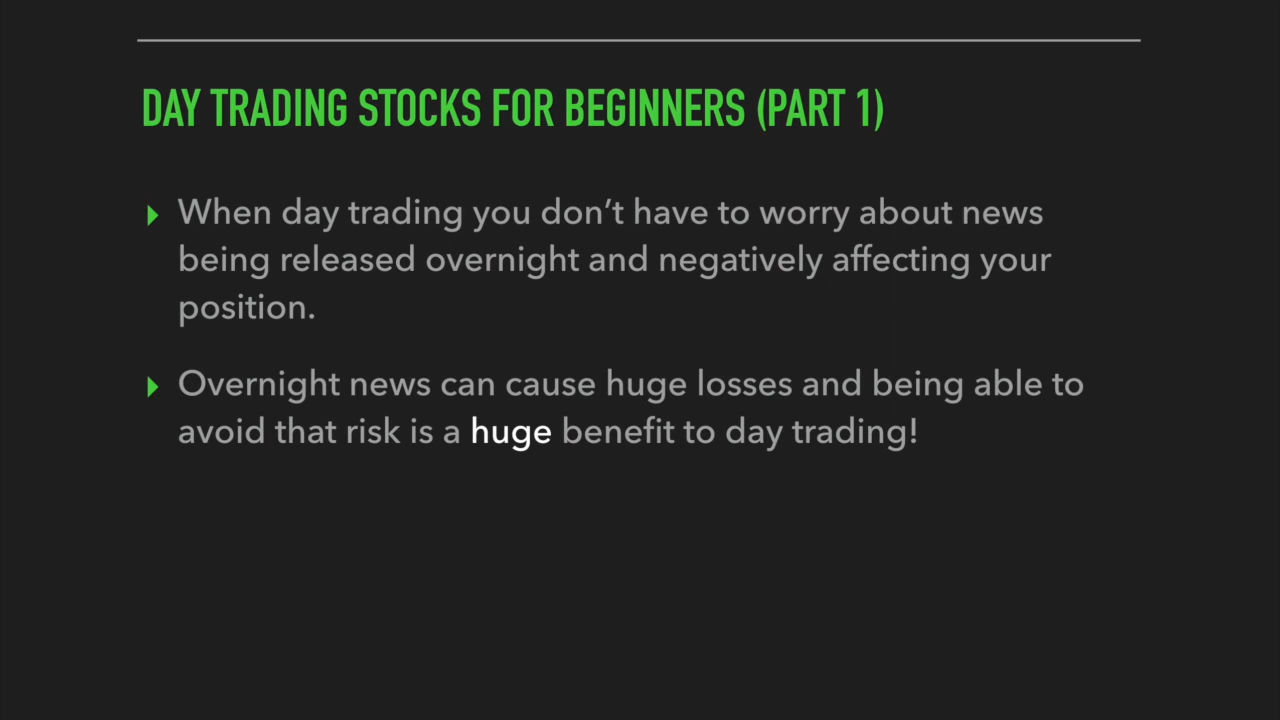 DAY TRADING STOCKS FOR BEGINNERS (PART 1)
When day trading you don’t have to worry about news
being released overnight and negatively affecting your
position.
Overnight news can cause huge losses and being able to
avoid that risk is a huge benefit to day trading!